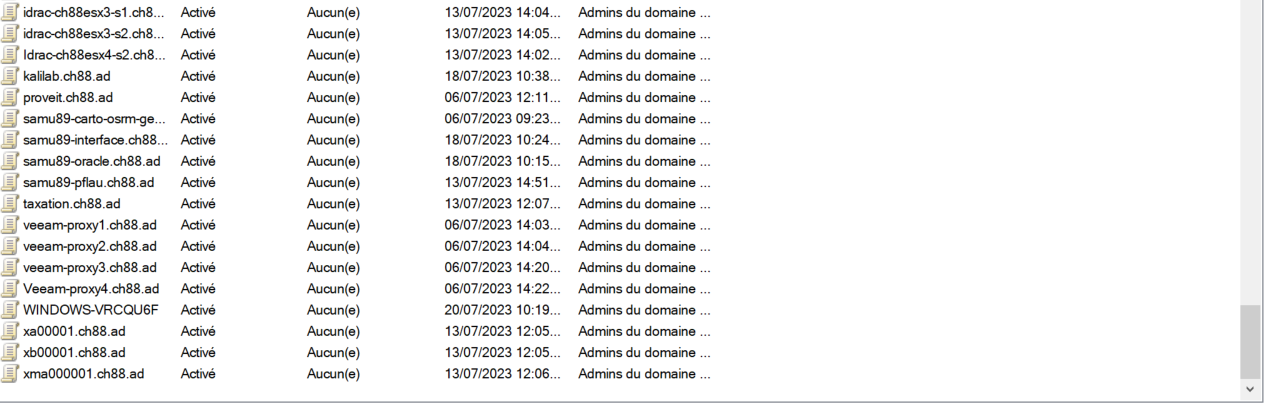 idrac-ch88esx3-s1.ch8... Activé Aucun(e) 13/07/2023 14:04... Admins du domaine ...
idrac-ch88esx3-s2.ch8... Activé Aucun(e) 13/07/2023 14:05... Admins du domaine ...
Idrac-ch88esx4-s2.ch8... Activé Aucun(e) 13/07/2023 14:02... Admins du domaine ...
kalilab.ch88.ad Activé Aucun(e) 18/07/2023 10:38... Admins du domaine ...
proveit.ch88.ad Activé Aucun(e) 06/07/2023 12:11... Admins du domaine ...
samu89-carto-osrm-ge... Activé Aucun(e) 06/07/2023 09:23... Admins du domaine ...
samu89-interface.ch88... Activé Aucun(e) 18/07/2023 10:24... Admins du domaine ...
samu89-oracle.ch88.ad Activé Aucun(e) 18/07/2023 10:15... Admins du domaine ...
samu89-pflau.ch88.ad Activé Aucun(e) 13/07/2023 14:51... Admins du domaine ...
taxation.ch88.ad Activé Aucun(e) 13/07/2023 12:07... Admins du domaine ...
veeam-proxy1.ch88.ad Activé Aucun(e) 06/07/2023 14:03... Admins du domaine ...
veeam-proxy2.ch88.ad Activé Aucun(e) 06/07/2023 14:04... Admins du domaine ...
veeam-proxy3.ch88.ad Activé Aucun(e) 06/07/2023 14:20... Admins du domaine ...
Veeam-proxy4.ch88.ad Activé Aucun(e) 06/07/2023 14:22... Admins du domaine ...
WINDOWS-VRCQU6F Activé Aucun(e) 20/07/2023 10:19... Admins du domaine ...
xa00001.ch88.ad Activé Aucun(e) 13/07/2023 12:05... Admins du domaine ...
xb00001.ch88.ad Activé Aucun(e) 13/07/2023 12:05... Admins du domaine ...
xma000001.ch88.ad Activé Aucun(e) 13/07/2023 12:06... Admins du domaine ...